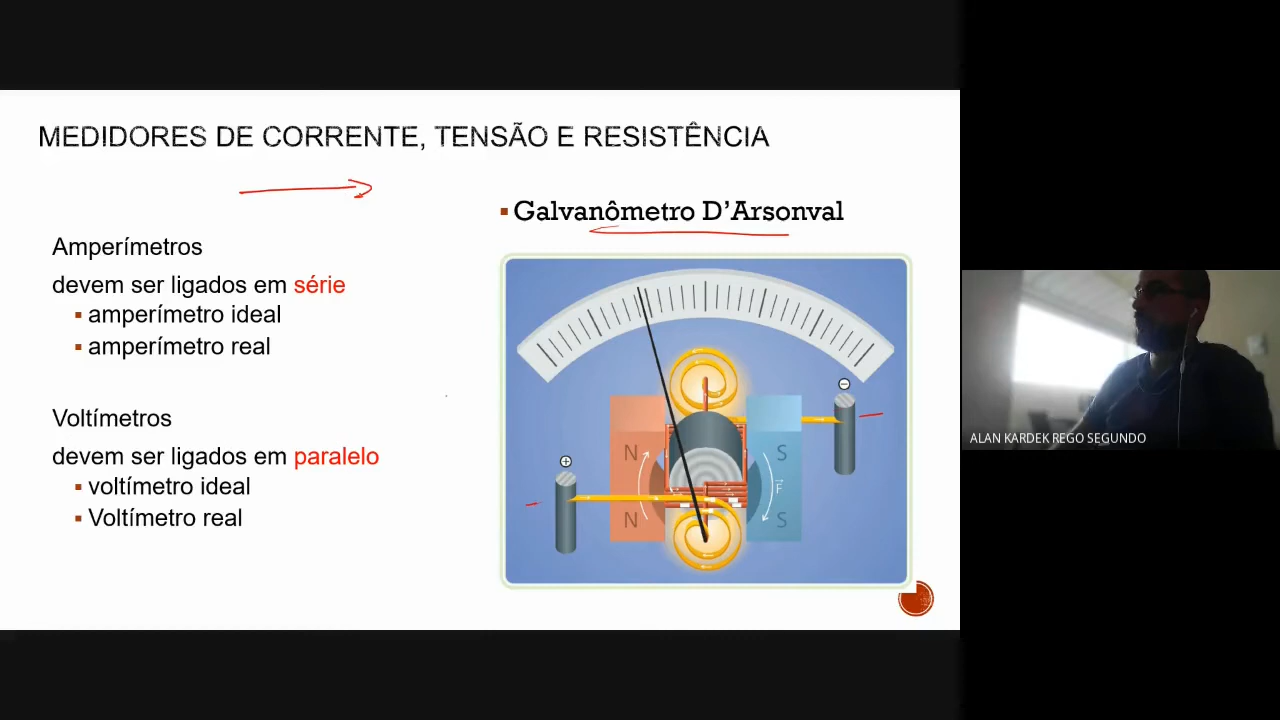 MEDIDORES DE CORRENTE, TENSÃO E RESISTÊNCIA
Amperímetros
devem ser ligados em série
▪ amperímetro ideal
▪ amperímetro real
Voltímetros
devem ser ligados em paralelo
▪ voltímetro ideal
▪ Voltímetro real
▪ Galvanômetro D’Arsonval
N S
F
N S
+
−
ALAN KARDEK REGO SEGUNDO